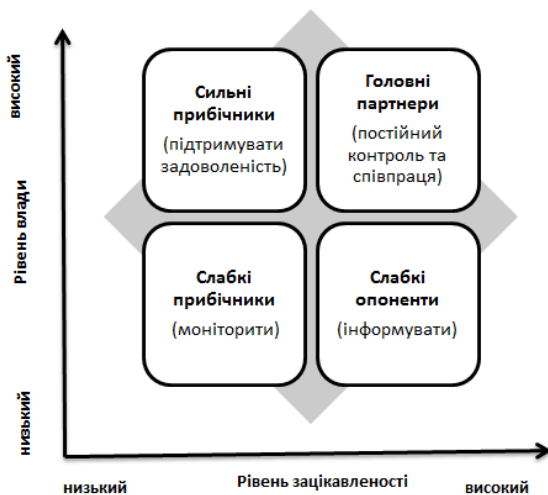 високий
Рівень влади
низький
Сильні
прибічники
(підтримувати
задоволеність)
Головні
партнери
(постійний
контроль та
співпраця)
Слабкі
прибічники
(моніторити)
Слабкі
опоненти
(інформувати)
низький
Рівень зацікавленості
високий